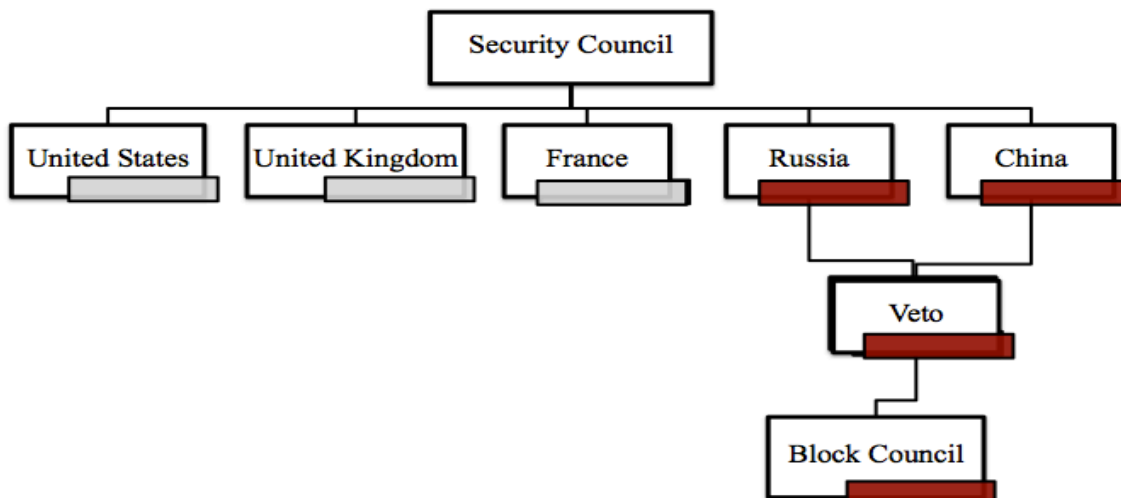 Security Council
United States
United Kingdom
France
Russia
China
Veto
Block Council